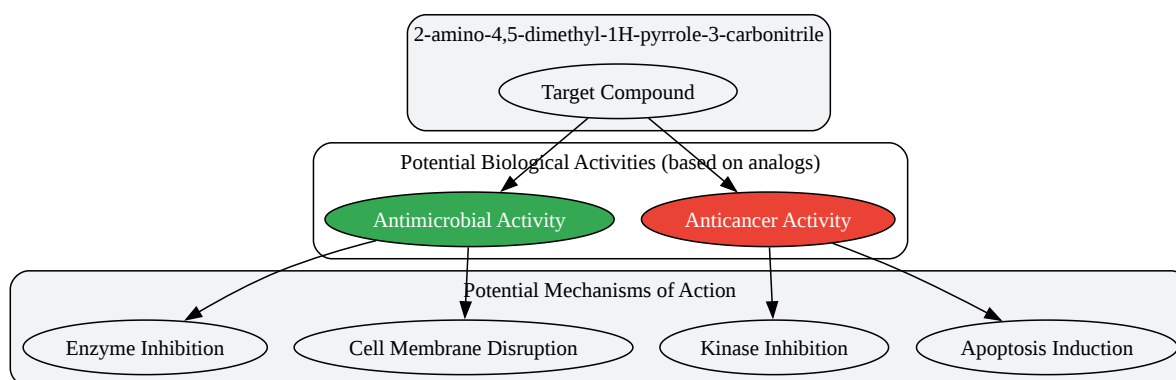 2-amino-4,5-dimethyl-1H-pyrrole-3-carbonitrile
Target Compound
Potential Biological Activities (based on analogs)
Antimicrobial Activity
Anticancer Activity
Potential Mechanisms of Action
Enzyme Inhibition
Cell Membrane Disruption
Kinase Inhibition
Apoptosis Induction